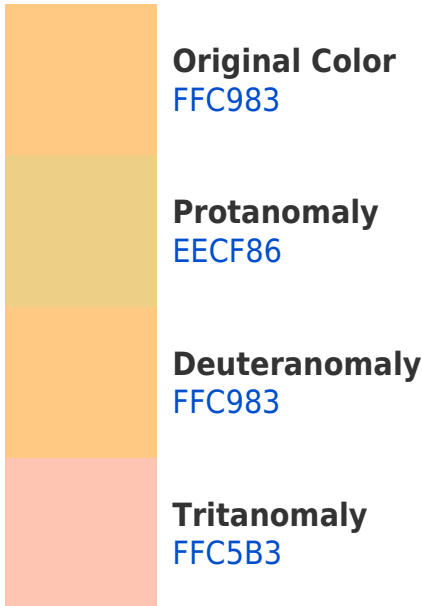 Original Color
FFC983
Protanomaly
EECF86
Deuteranomaly
FFC983
Tritanomaly
FFC5B3